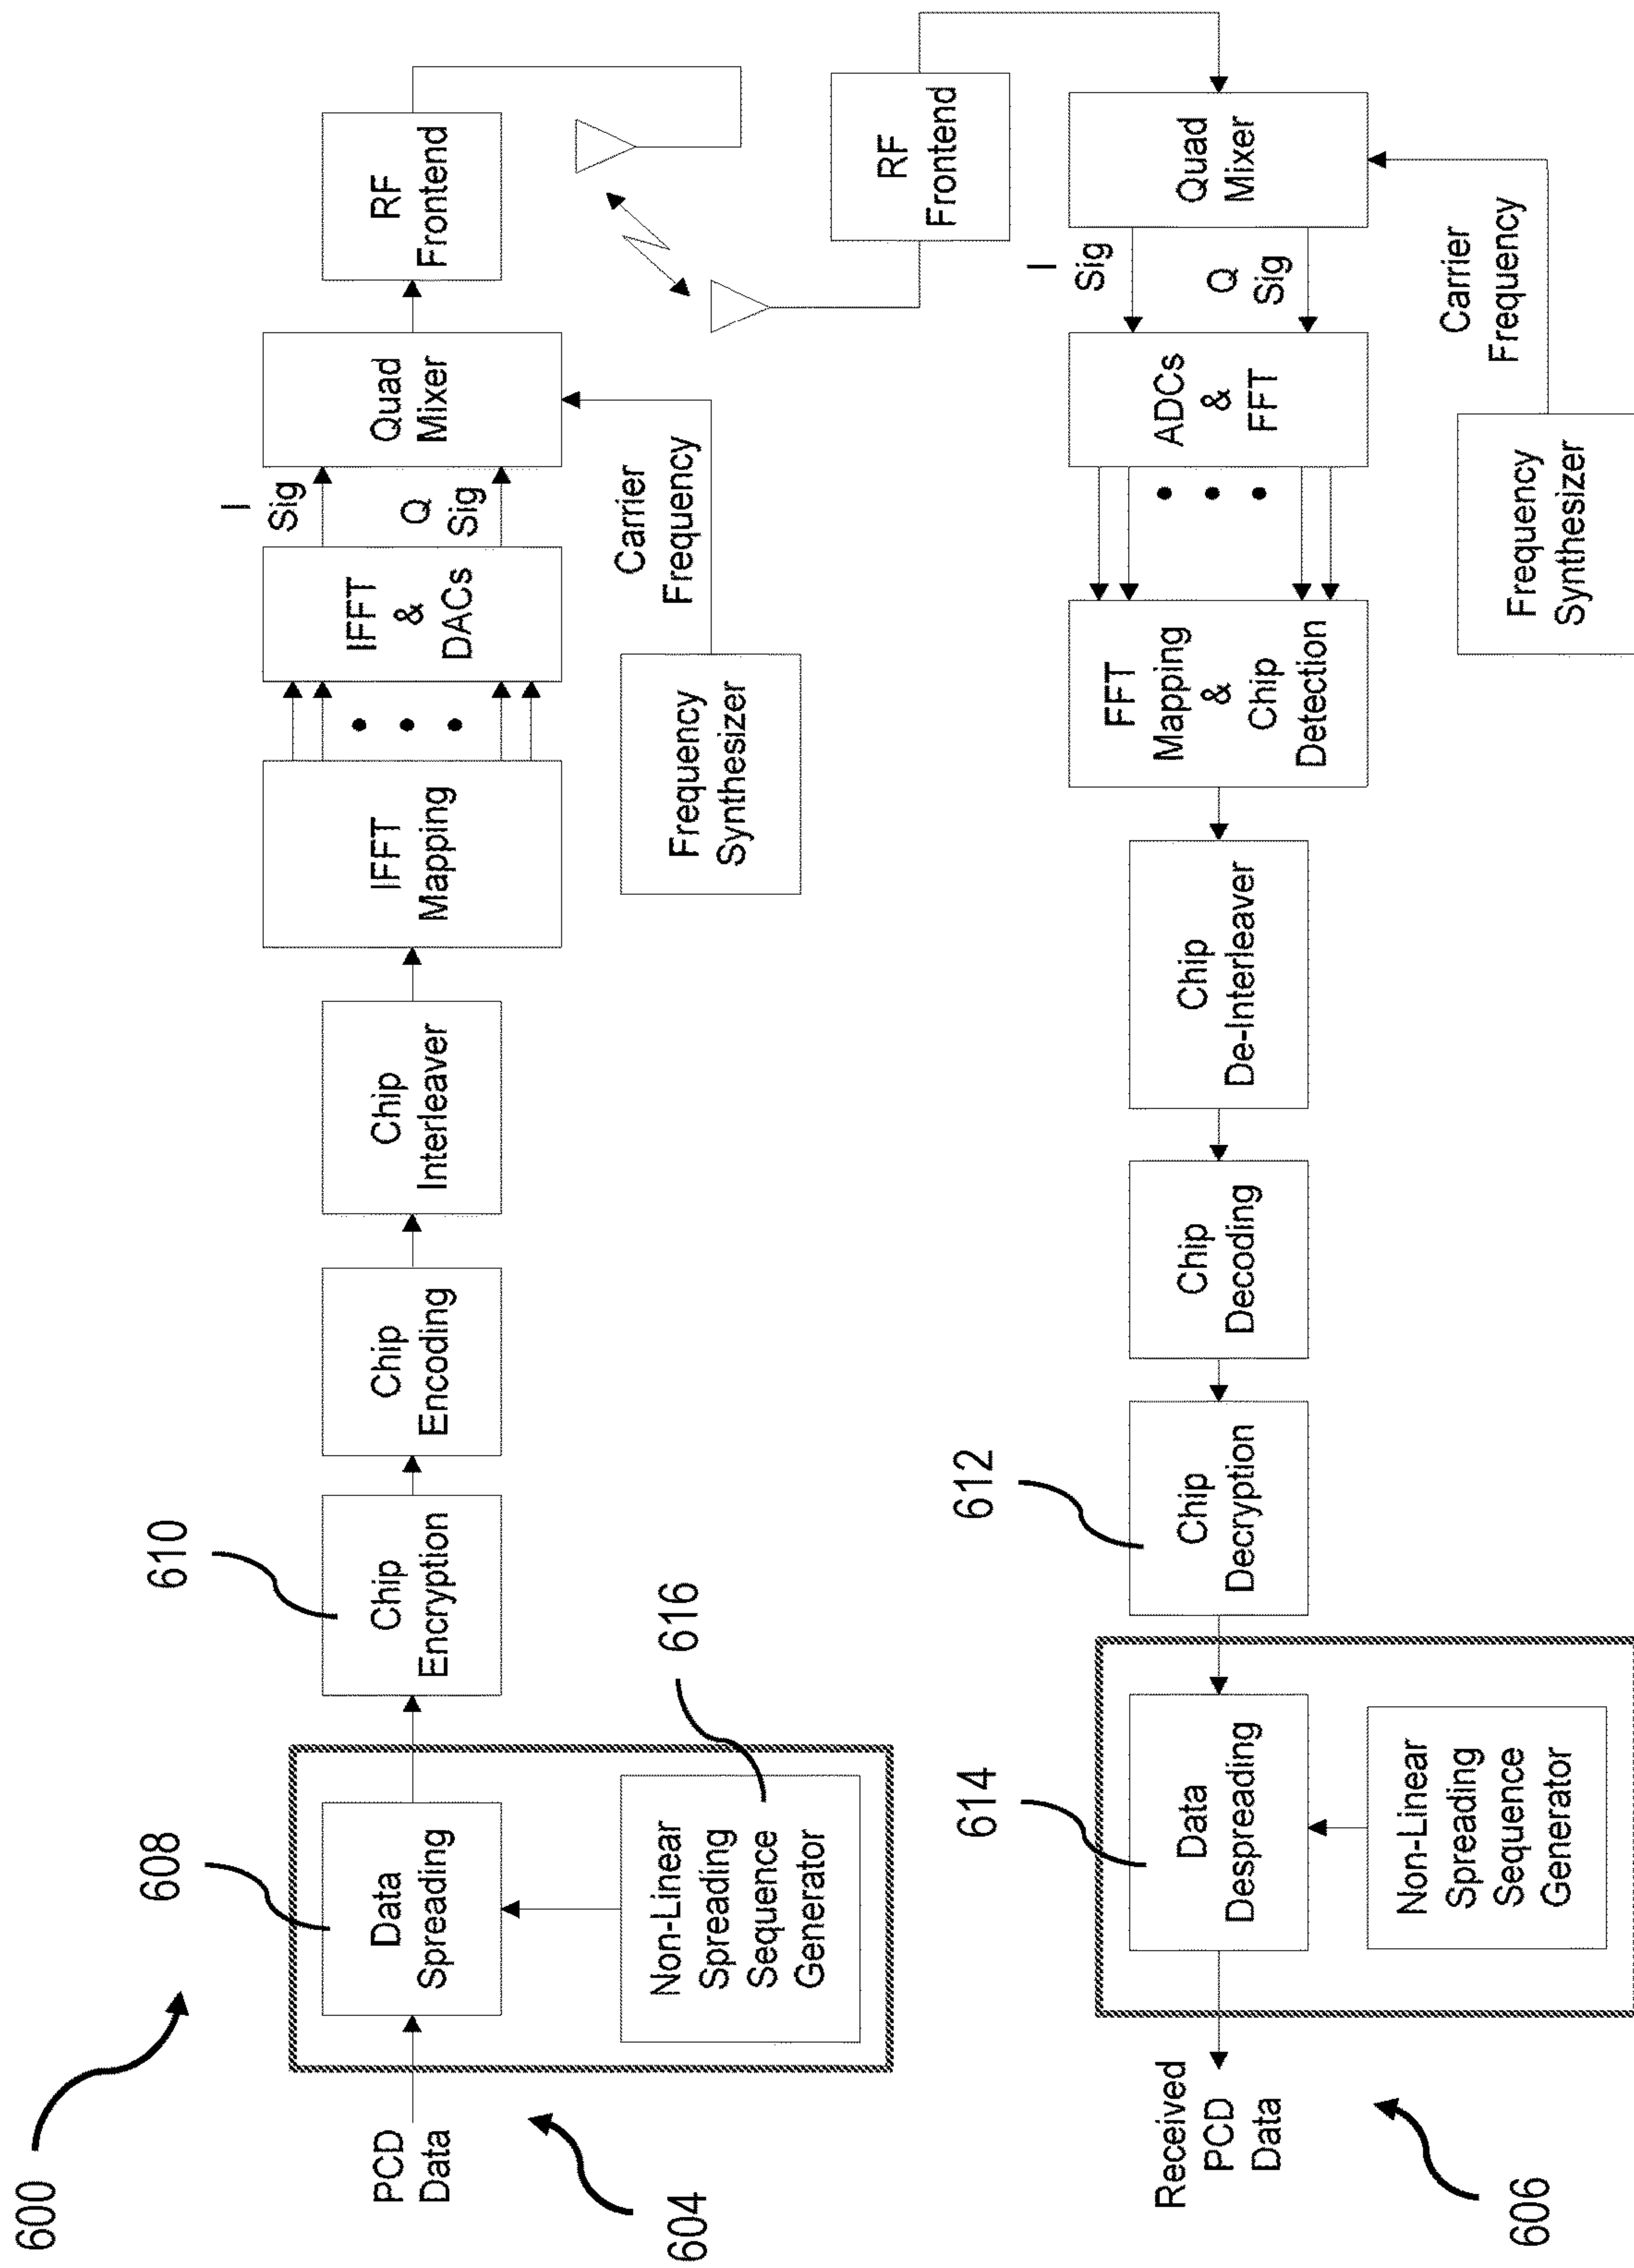 600
604
PCD
Data
608
Data
Spreading
616
Non-Linear
Spreading
Sequence
Generator
610
Chip
Encryption
Chip
Encoding
Chip
Interleaver
IFFT
Mapping
IFFT
&
DACs
I
Sig
Q
Sig
Quad
Mixer
Carrier
Frequency
Frequency
Synthesizer
RF
Frontend
606
Received
PCD
Data
614
Data
Despreading
Non-Linear
Spreading
Sequence
Generator
612
Chip
Decryption
Chip
Decoding
Chip
De-Interleaver
FFT
Mapping
&
Chip
Detection
ADCs
&
FFT
I
Sig
Q
Sig
Quad
Mixer
RF
Frontend
Carrier
Frequency
Frequency
Synthesizer